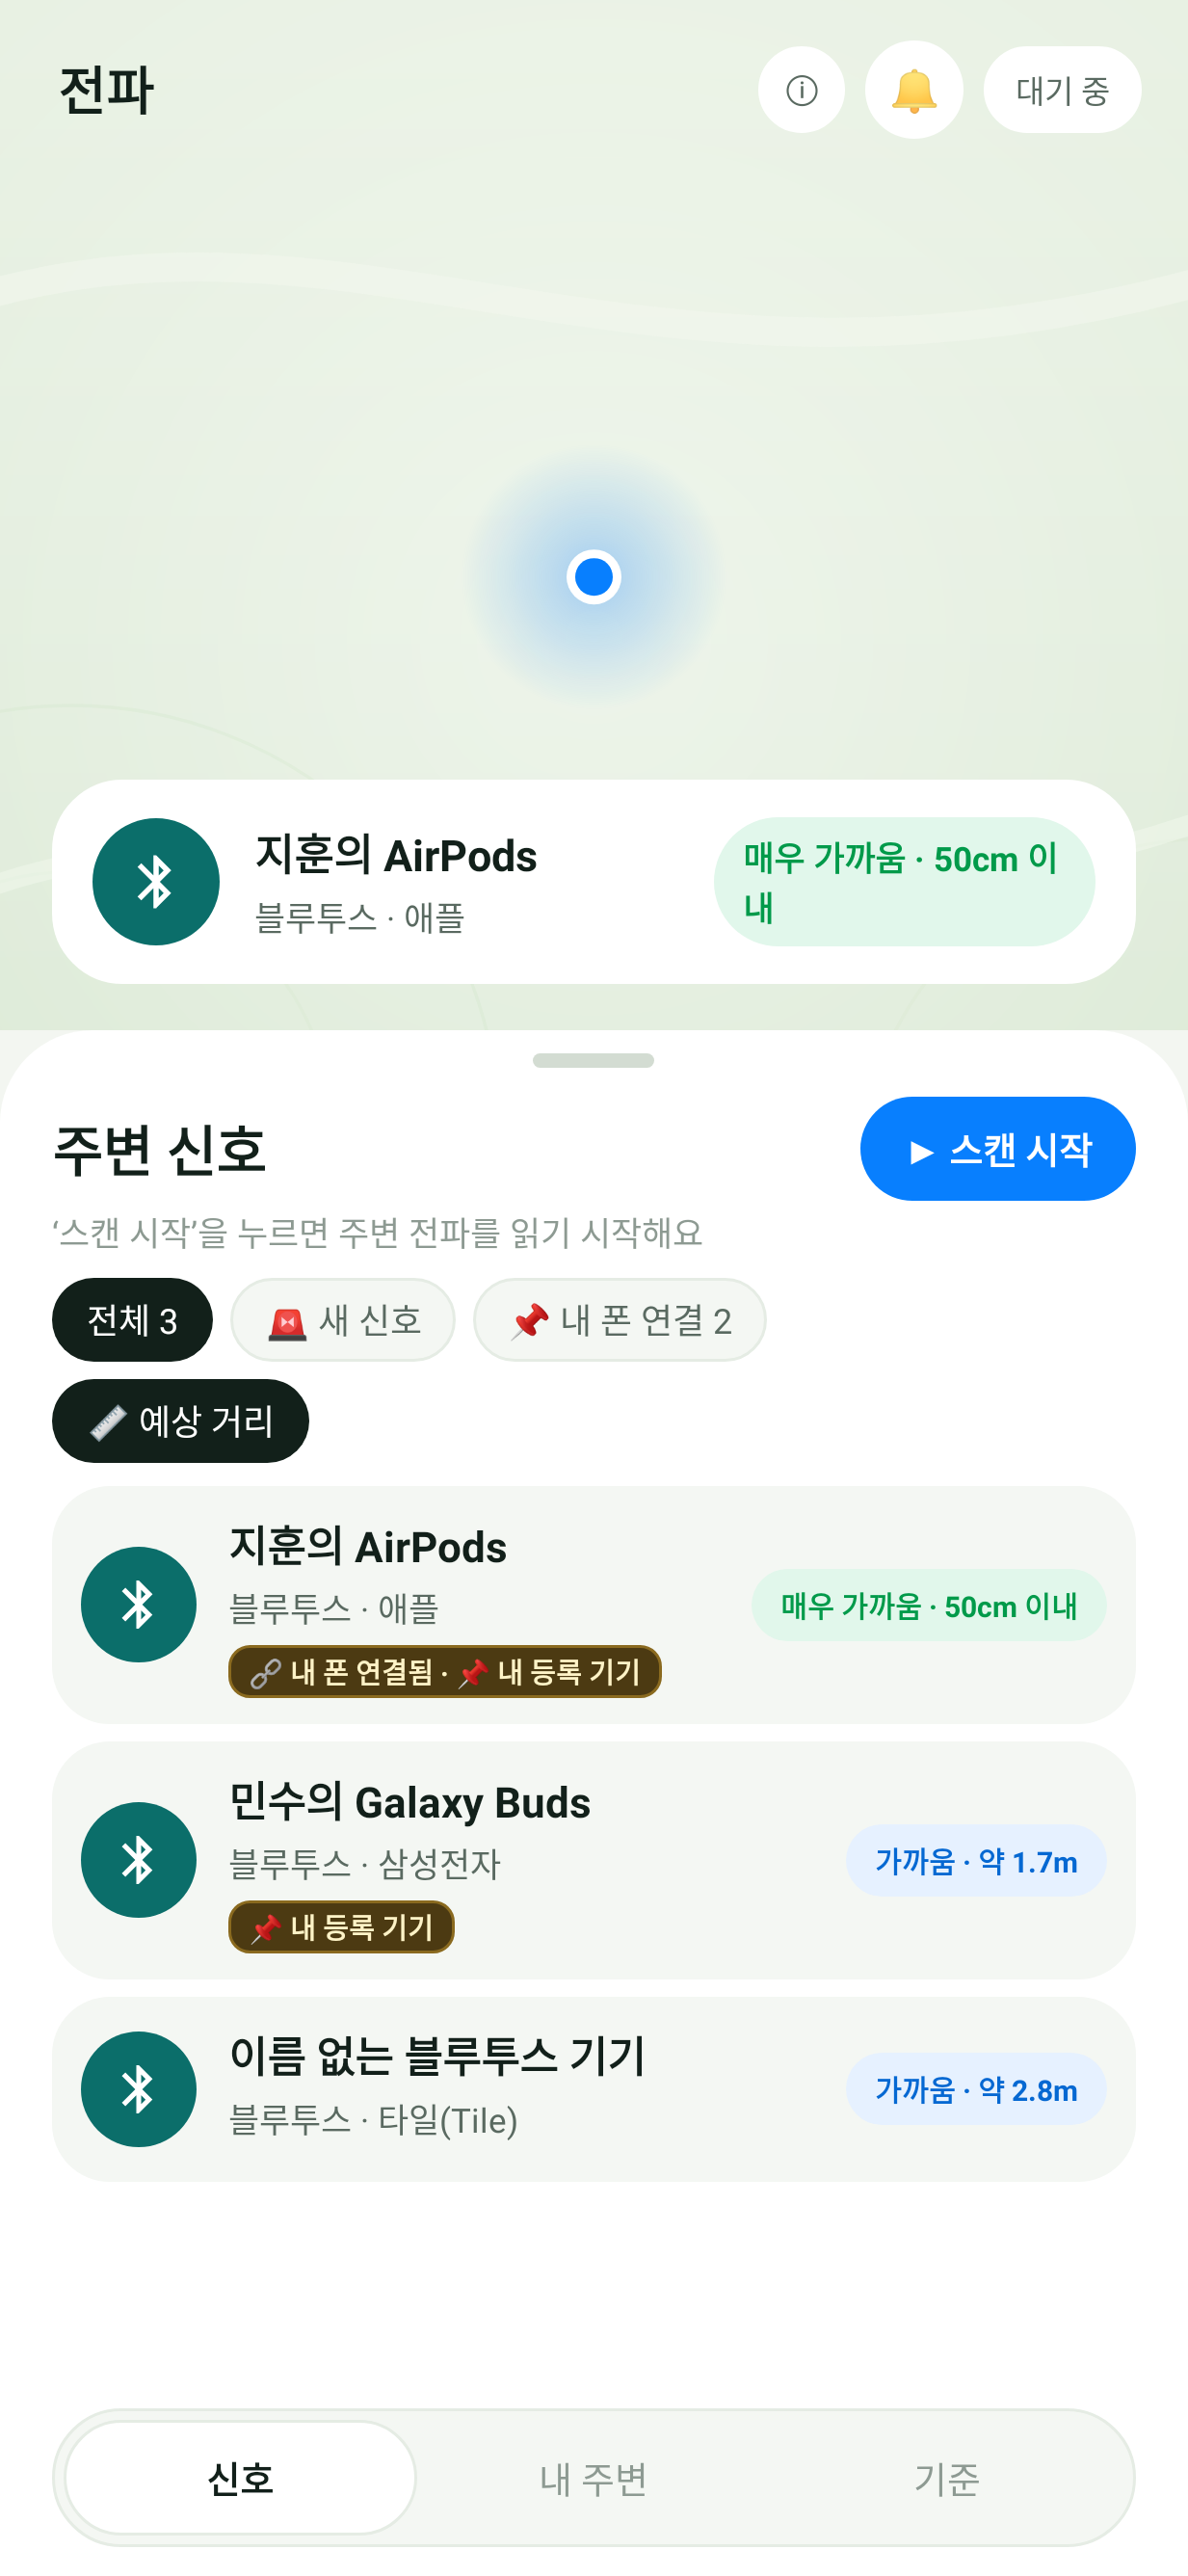 전파
대기 중
지훈의 AirPods
블루투스 · 애플
매우 가까움 · 50cm 이
내
주변 신호
▶ 스캔 시작
‘스캔 시작’을 누르면 주변 전파를 읽기 시작해요
전체 3
🚨 새 신호
📌 내 폰 연결 2
📏 예상 거리
지훈의 AirPods
블루투스 · 애플
🔗 내 폰 연결됨 · 📌 내 등록 기기
매우 가까움 · 50cm 이내
민수의 Galaxy Buds
블루투스 · 삼성전자
📌 내 등록 기기
가까움 · 약 1.7m
이름 없는 블루투스 기기
블루투스 · 타일(Tile)
가까움 · 약 2.8m
신호
내 주변
기준